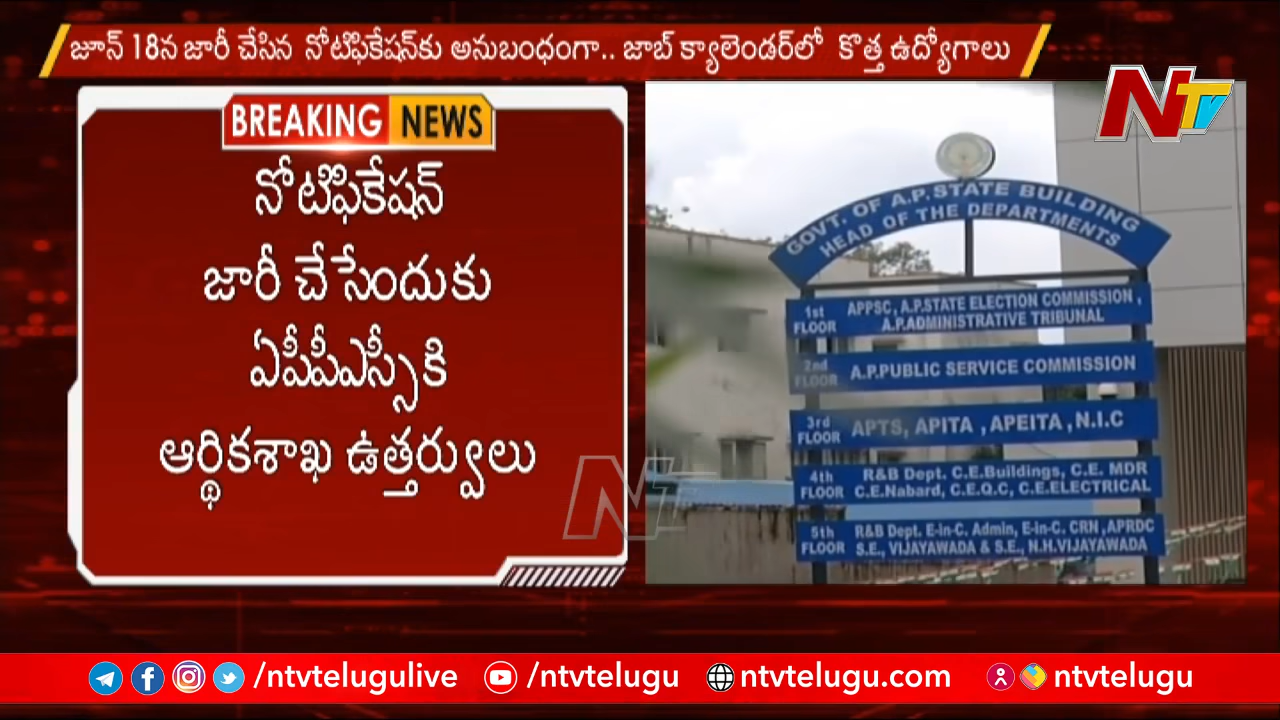 జూన్ 18న జారీ చేసిన నోటిఫికేషన్‌కు అనుబంధంగా.. జాబ్ క్యాలెండర్‌లో కొత్త ఉద్యోగాలు
NTV
BREAKING NEWS
నోటిఫికేషన్
జారీ చేసేందుకు
ఏపీపీఎస్సీకి
ఆర్థికశాఖ ఉత్తర్వులు
GOVT. OF A.P.STATE BUILDING
HEAD OF THE DEPARTMENTS
1st FLOOR APPSC, A.P.STATE ELECTION COMMISSION ,
A.P.ADMINISTRATIVE TRIBUNAL
2nd FLOOR A.P.PUBLIC SERVICE COMMISSION
3rd FLOOR APTS, APITA , APEITA , N.I.C
4th FLOOR R&B Dept. C.E.Buildings, C.E. MDR
C.E.Nabard, C.E.Q.C, C.E.ELECTRICAL
5th FLOOR R&B Dept. E-in-C. Admin, E-in-C. CRN ,APRDC
S.E., VIJAYAWADA & S.E., N.H.VIJAYAWADA
NTV
/ntvtelugulive /ntvtelugu ntvtelugu.com ntvtelugu